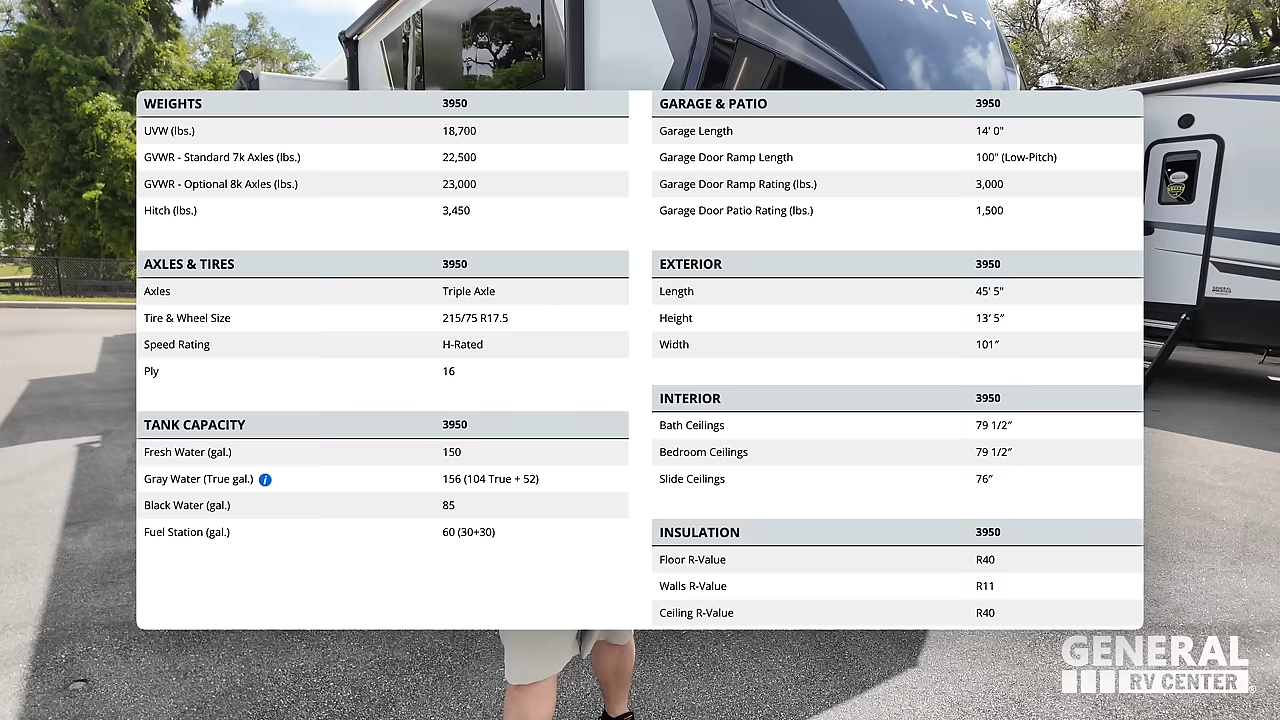 NKLEY
WEIGHTS 3950
UVW (lbs.) 18,700
GVWR - Standard 7k Axles (lbs.) 22,500
GVWR - Optional 8k Axles (lbs.) 23,000
Hitch (lbs.) 3,450
AXLES & TIRES 3950
Axles Triple Axle
Tire & Wheel Size 215/75 R17.5
Speed Rating H-Rated
Ply 16
TANK CAPACITY 3950
Fresh Water (gal.) 150
Gray Water (True gal.) i 156 (104 True + 52)
Black Water (gal.) 85
Fuel Station (gal.) 60 (30+30)
GARAGE & PATIO 3950
Garage Length 14' 0"
Garage Door Ramp Length 100" (Low-Pitch)
Garage Door Ramp Rating (lbs.) 3,000
Garage Door Patio Rating (lbs.) 1,500
EXTERIOR 3950
Length 45' 5"
Height 13′ 5″
Width 101″
INTERIOR 3950
Bath Ceilings 79 1/2″
Bedroom Ceilings 79 1/2″
Slide Ceilings 76″
INSULATION 3950
Floor R-Value R40
Walls R-Value R11
Ceiling R-Value R40
GENERAL
RV CENTER®